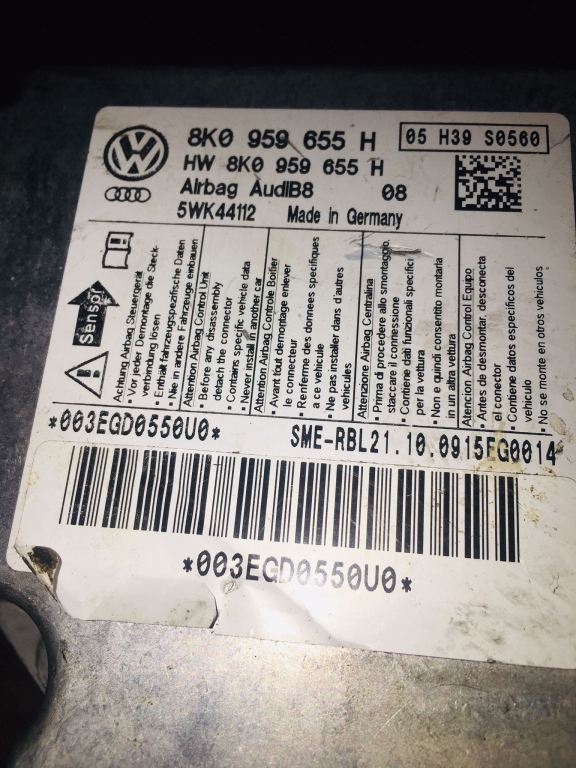 8K0 959 655 H
05 H39 S0560
HW 8K0 959 655 H
Airbag AudiB8 08
5WK44112 Made in Germany
Sensor
Achtung Airbag Steuergerät
• Vor jeder Demontage die Steck-
verbindung lösen
• Enthält fahrzeugspezifische Daten
• Nie in andere Fahrzeuge einbauen
Attention Airbag Control Unit
• Before any disassembly
detach the connector
• Contains specific vehicle data
• Never install in another car
Attention Airbag Controle Boitier
• Avant tout demontage enlever
le connecteur
• Renferme des donnees specifiques
a ce vehicule
• Ne pas installer dans d'autres
vehicules
Attenzione Airbag Centralina
• Prima di procedere allo smontaggio,
staccare il connessione
• Contiene dati funzionali specifici
per la vettura
• Non e quindi consentito montarla
in un altra vettura
Atencion Airbag Control Equipo
• Antes de desmontar, desconecta
el conector
• Contiene datos especificos del
vehiculo
• No se monte en otros vehiculos
*003EGD0550U0*
SME-RBL21.10.0915EG0014
*003EGD0550U0*